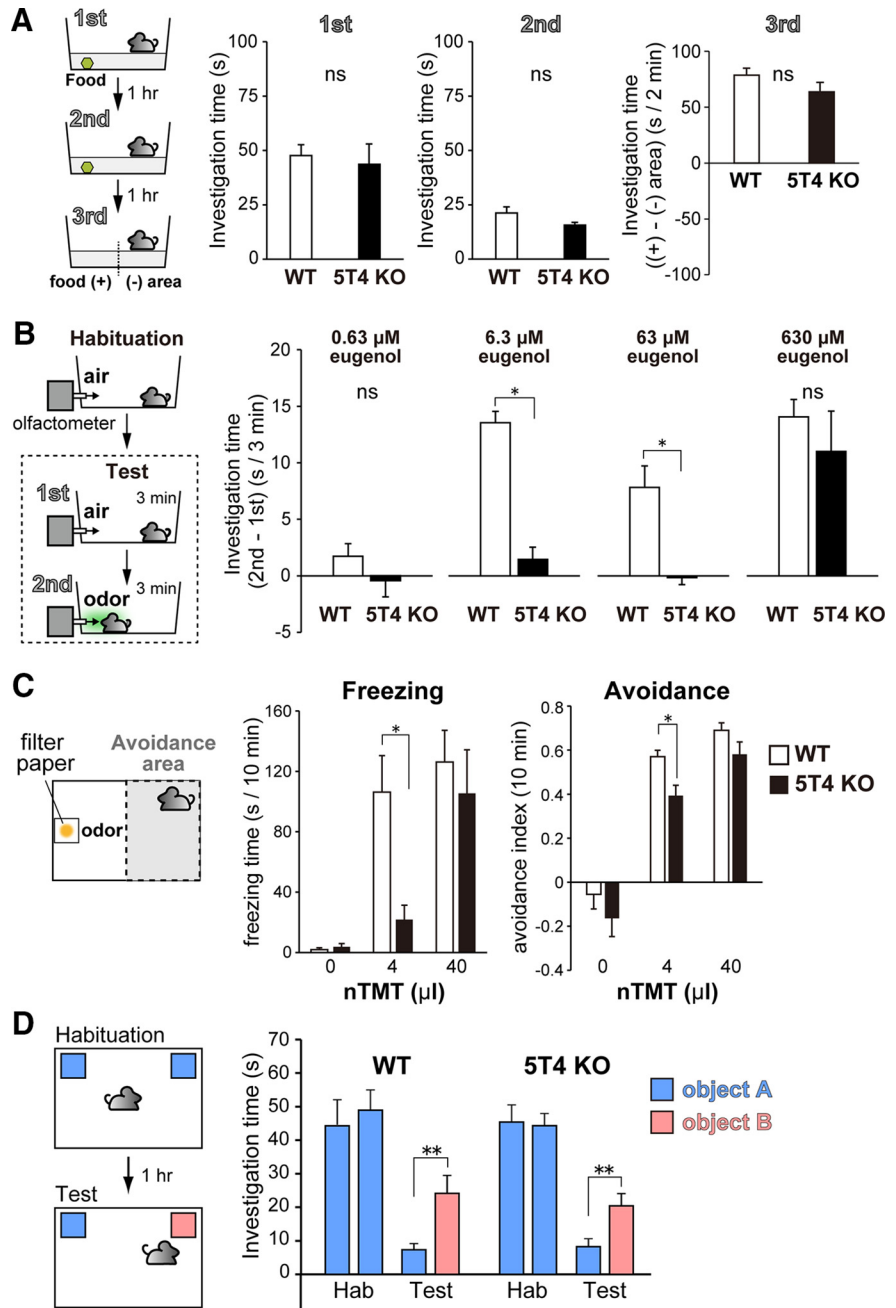 A
1st
Food
1 hr
2nd
1 hr
3rd
food (+) (-) area
1st
Investigation time (s)
100
75
50
25
0
ns
WT 5T4 KO
2nd
Investigation time (s)
100
75
50
25
0
ns
WT 5T4 KO
3rd
Investigation time
((+) - (-) area) (s / 2 min)
100
50
0
-50
-100
ns
WT 5T4 KO
B
Habituation
air
olfactometer
Test
1st
3 min
air
2nd
3 min
odor
Investigation time
(2nd - 1st) (s / 3 min)
20
15
10
5
0
-5
0.63 µM
eugenol
ns
WT 5T4 KO
6.3 µM
eugenol
*
WT 5T4 KO
63 µM
eugenol
*
WT 5T4 KO
630 µM
eugenol
ns
WT 5T4 KO
C
filter
paper
Avoidance
area
odor
Freezing
freezing time (s / 10 min)
160
120
80
40
0
*
0 4 40
nTMT (µl)
Avoidance
avoidance index (10 min)
0.8
0.6
0.4
0.2
0
-0.2
-0.4
*
0 4 40
nTMT (µl)
WT
5T4 KO
D
Habituation
1 hr
Test
Investigation time (s)
70
60
50
40
30
20
10
0
WT 5T4 KO
**
**
Hab Test Hab Test
object A
object B